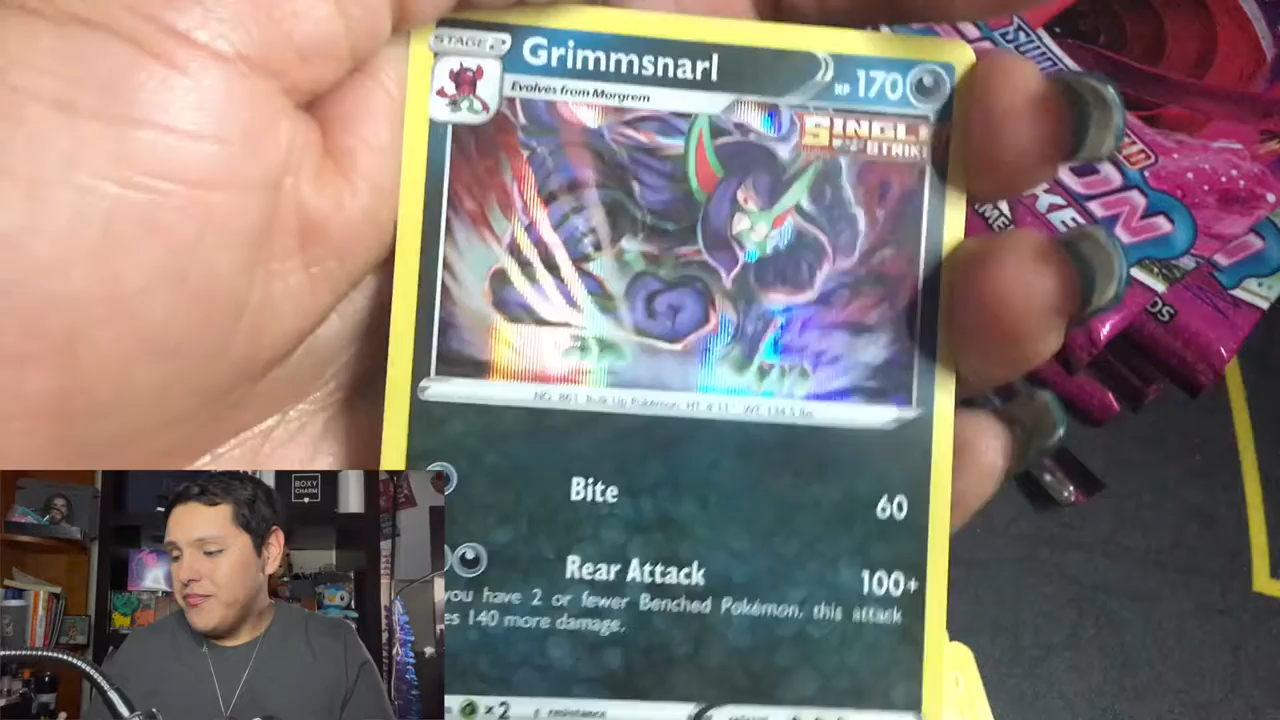 STAGE 2
Grimmsnarl
HP 170
Evolves from Morgrem
SINGL
STRIK
NO. 861 Bulk Up Pokémon HT 4'11" WT 134.5 lbs.
Bite 60
Rear Attack 100+
you have 2 or fewer Benched Pokémon, this attack
es 140 more damage.
×2
resistance
BOXY
CHARM